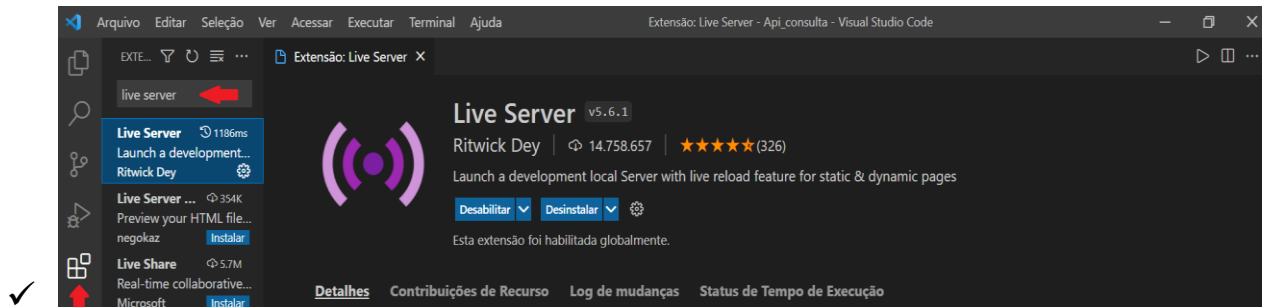 Arquivo Editar Seleção Ver Acessar Executar Terminal Ajuda Extensão: Live Server - Api_consulta - Visual Studio Code
EXTE... Extensão: Live Server
live server
Live Server 1186ms
Launch a development...
Ritwick Dey
Live Server ... 354K
Preview your HTML file...
negokaz Instalar
Live Share 5.7M
Real-time collaborative...
Microsoft Instalar
Live Server v5.6.1
Ritwick Dey 14.758.657 ★★★★★(326)
Launch a development local Server with live reload feature for static & dynamic pages
Desabilitar Desinstalar
Esta extensão foi habilitada globalmente.
Detalhes Contribuições de Recurso Log de mudanças Status de Tempo de Execução